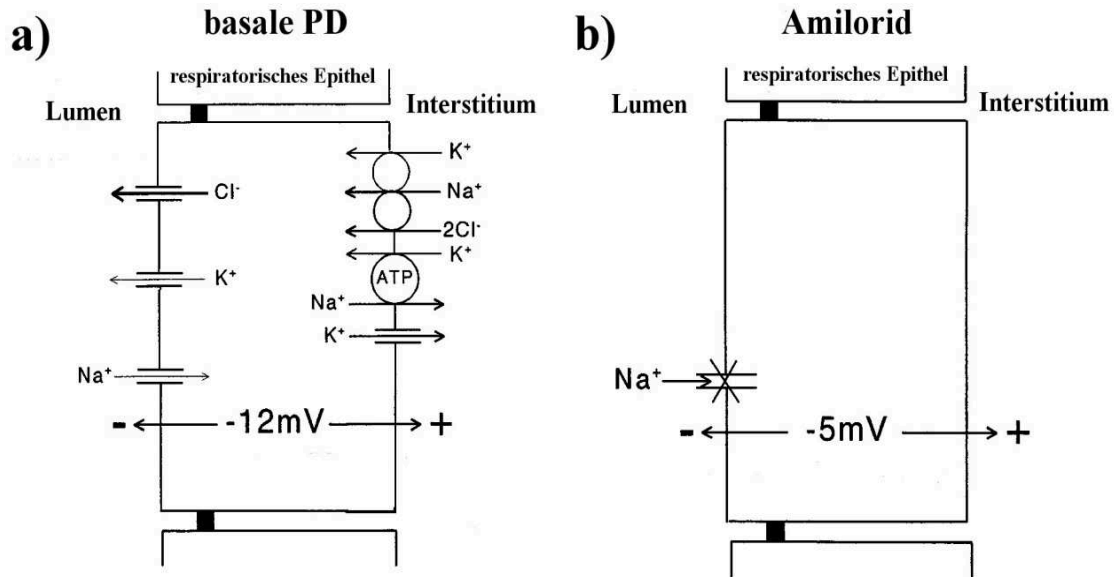 a)
basale PD
respiratorisches Epithel
Lumen
Interstitium
K⁺
Cl⁻
Na⁺
2Cl⁻
K⁺
K⁺
ATP
Na⁺
K⁺
Na⁺
- -12mV +
b)
Amilorid
respiratorisches Epithel
Lumen
Interstitium
Na⁺
- -5mV +